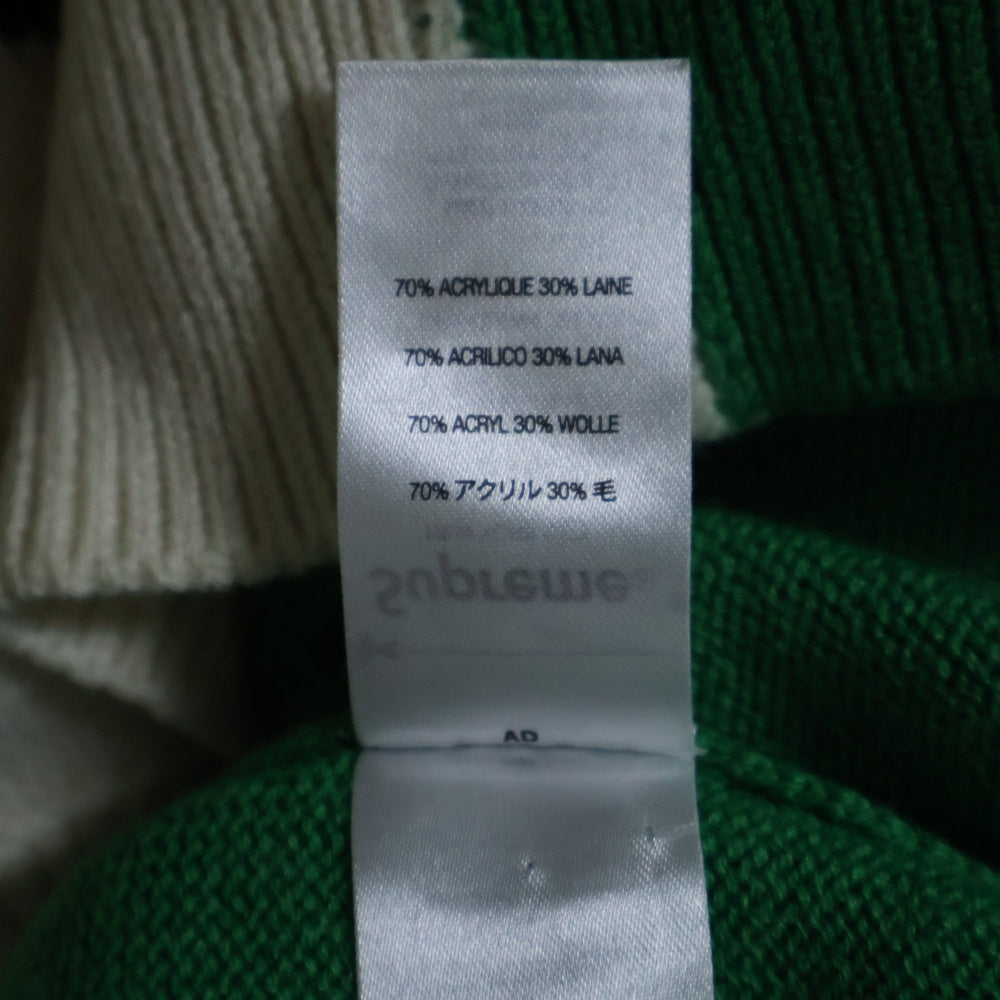 70% ACRYLIQUE 30% LAINE
70% ACRILICO 30% LANA
70% ACRYL 30% WOLLE
70% アクリル 30% 毛
Supreme